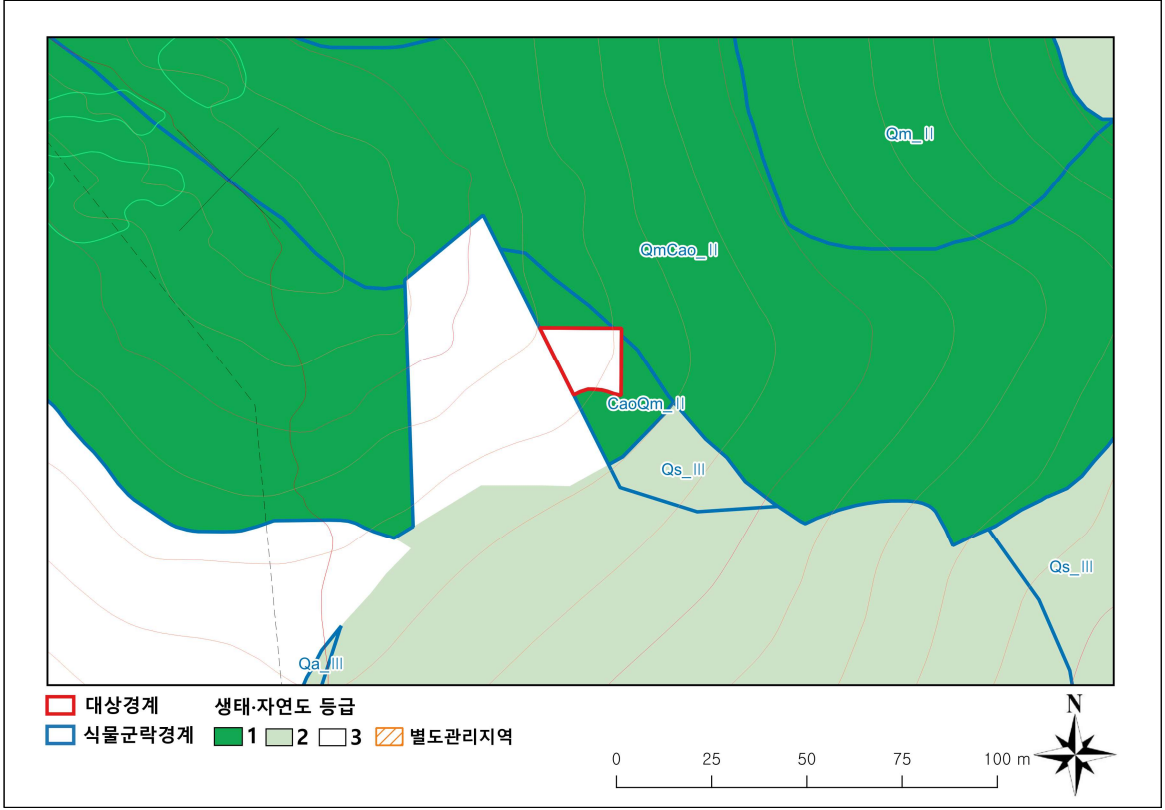 Qm_Ⅱ
QmCao_Ⅱ
CaoQm_Ⅱ
Qs_Ⅲ
Qs_Ⅲ
Qa_Ⅲ
대상경계 생태·자연도 등급
식물군락경계 1 2 3 별도관리지역
0 25 50 75 100 m
N